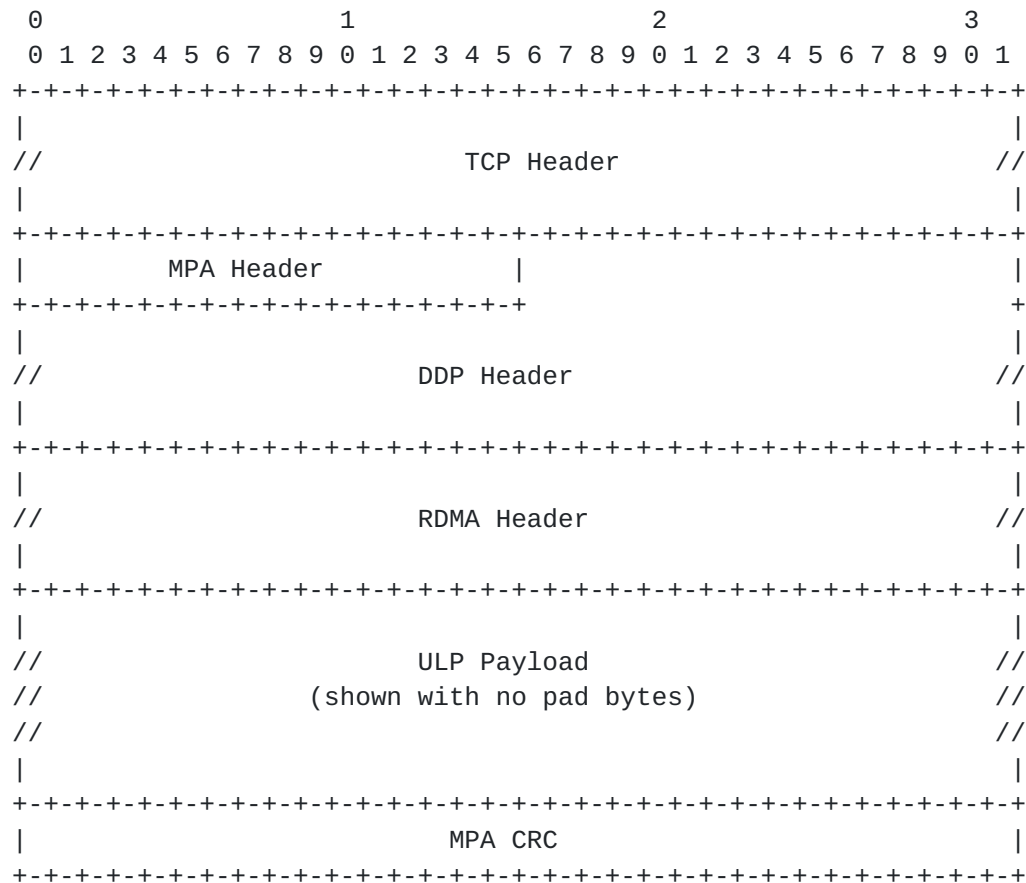 0                   1                   2                   3
 0 1 2 3 4 5 6 7 8 9 0 1 2 3 4 5 6 7 8 9 0 1 2 3 4 5 6 7 8 9 0 1
+-+-+-+-+-+-+-+-+-+-+-+-+-+-+-+-+-+-+-+-+-+-+-+-+-+-+-+-+-+-+-+-+
|                                                               |
//                           TCP Header                        //
|                                                               |
+-+-+-+-+-+-+-+-+-+-+-+-+-+-+-+-+-+-+-+-+-+-+-+-+-+-+-+-+-+-+-+-+
|         MPA Header            |                               |
+-+-+-+-+-+-+-+-+-+-+-+-+-+-+-+-+                               +
|                                                               |
//                        DDP Header                           //
|                                                               |
+-+-+-+-+-+-+-+-+-+-+-+-+-+-+-+-+-+-+-+-+-+-+-+-+-+-+-+-+-+-+-+-+
|                                                               |
//                        RDMA Header                          //
|                                                               |
+-+-+-+-+-+-+-+-+-+-+-+-+-+-+-+-+-+-+-+-+-+-+-+-+-+-+-+-+-+-+-+-+
|                                                               |
//                        ULP Payload                          //
//                 (shown with no pad bytes)                   //
//                                                             //
|                                                               |
+-+-+-+-+-+-+-+-+-+-+-+-+-+-+-+-+-+-+-+-+-+-+-+-+-+-+-+-+-+-+-+-+
|                           MPA CRC                             |
+-+-+-+-+-+-+-+-+-+-+-+-+-+-+-+-+-+-+-+-+-+-+-+-+-+-+-+-+-+-+-+-+